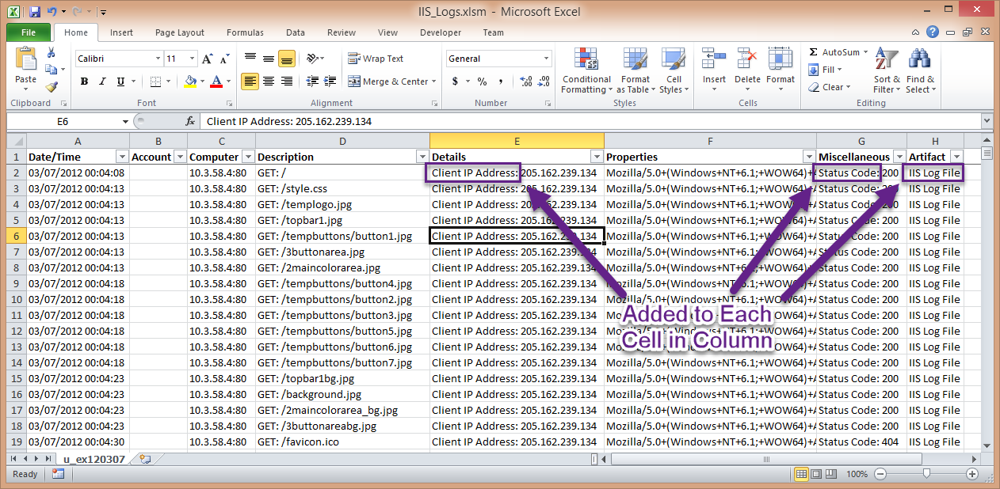 IIS_Logs.xlsm - Microsoft Excel
File Home Insert Page Layout Formulas Data Review View Developer Team
Paste
Calibri 11
Wrap Text
General
Conditional Formatting
Format as Table
Cell Styles
Insert Delete Format
AutoSum
Fill
Clear
Sort & Filter
Find & Select
B I U
Merge & Center
$ % ,
Clipboard Font Alignment Number Styles Cells Editing
E6 fx Client IP Address: 205.162.239.134
A B C D E F G H
1 Date/Time Account Computer Description Details Properties Miscellaneous Artifact
2 03/07/2012 00:04:08 10.3.58.4:80 GET: / Client IP Address: 205.162.239.134 Mozilla/5.0+(Windows+NT+6.1;+WOW64)+A Status Code: 200 IIS Log File
3 03/07/2012 00:04:13 10.3.58.4:80 GET: /style.css Client IP Address: 205.162.239.134 Mozilla/5.0+(Windows+NT+6.1;+WOW64)+A Status Code: 200 IIS Log File
4 03/07/2012 00:04:13 10.3.58.4:80 GET: /templogo.jpg Client IP Address: 205.162.239.134 Mozilla/5.0+(Windows+NT+6.1;+WOW64)+A Status Code: 200 IIS Log File
5 03/07/2012 00:04:13 10.3.58.4:80 GET: /topbar1.jpg Client IP Address: 205.162.239.134 Mozilla/5.0+(Windows+NT+6.1;+WOW64)+A Status Code: 200 IIS Log File
6 03/07/2012 00:04:13 10.3.58.4:80 GET: /tempbuttons/button1.jpg Client IP Address: 205.162.239.134 Mozilla/5.0+(Windows+NT+6.1;+WOW64)+A Status Code: 200 IIS Log File
7 03/07/2012 00:04:13 10.3.58.4:80 GET: /3buttonarea.jpg Client IP Address: 205.162.239.134 Mozilla/5.0+(Windows+NT+6.1;+WOW64)+A Status Code: 200 IIS Log File
8 03/07/2012 00:04:13 10.3.58.4:80 GET: /2maincolorarea.jpg Client IP Address: 205.162.239.134 Mozilla/5.0+(Windows+NT+6.1;+WOW64)+A Status Code: 200 IIS Log File
9 03/07/2012 00:04:18 10.3.58.4:80 GET: /tempbuttons/button4.jpg Client IP Address: 205.162.239.134 Mozilla/5.0+(Windows+NT+6.1;+WOW64)+A Status Code: 200 IIS Log File
10 03/07/2012 00:04:18 10.3.58.4:80 GET: /tempbuttons/button2.jpg Client IP Address: 205.162.239.134 Mozilla/5.0+(Windows+NT+6.1;+WOW64)+A Status Code: 200 IIS Log File
11 03/07/2012 00:04:18 10.3.58.4:80 GET: /tempbuttons/button3.jpg Client IP Address: 205.162.239.134 Status Code: 200 IIS Log File
12 03/07/2012 00:04:18 10.3.58.4:80 GET: /tempbuttons/button5.jpg Client IP Address: 205.162.239.134 Status Code: 200 IIS Log File
13 03/07/2012 00:04:18 10.3.58.4:80 GET: /tempbuttons/button6.jpg Client IP Address: 205.162.239.134 Status Code: 200 IIS Log File
14 03/07/2012 00:04:18 10.3.58.4:80 GET: /tempbuttons/button7.jpg Client IP Address: 205.162.239.134 Mozilla/5.0+(Windows+NT+6.1;+WOW64)+A Status Code: 200 IIS Log File
15 03/07/2012 00:04:23 10.3.58.4:80 GET: /topbar1bg.jpg Client IP Address: 205.162.239.134 Mozilla/5.0+(Windows+NT+6.1;+WOW64)+A Status Code: 200 IIS Log File
16 03/07/2012 00:04:23 10.3.58.4:80 GET: /background.jpg Client IP Address: 205.162.239.134 Mozilla/5.0+(Windows+NT+6.1;+WOW64)+A Status Code: 200 IIS Log File
17 03/07/2012 00:04:23 10.3.58.4:80 GET: /2maincolorarea_bg.jpg Client IP Address: 205.162.239.134 Mozilla/5.0+(Windows+NT+6.1;+WOW64)+A Status Code: 200 IIS Log File
18 03/07/2012 00:04:23 10.3.58.4:80 GET: /3buttonareabg.jpg Client IP Address: 205.162.239.134 Mozilla/5.0+(Windows+NT+6.1;+WOW64)+A Status Code: 200 IIS Log File
19 03/07/2012 00:04:30 10.3.58.4:80 GET: /favicon.ico Client IP Address: 205.162.239.134 Mozilla/5.0+(Windows+NT+6.1;+WOW64)+A Status Code: 404 IIS Log File
Added to Each
Cell in Column
u_ex120307
Ready 100%